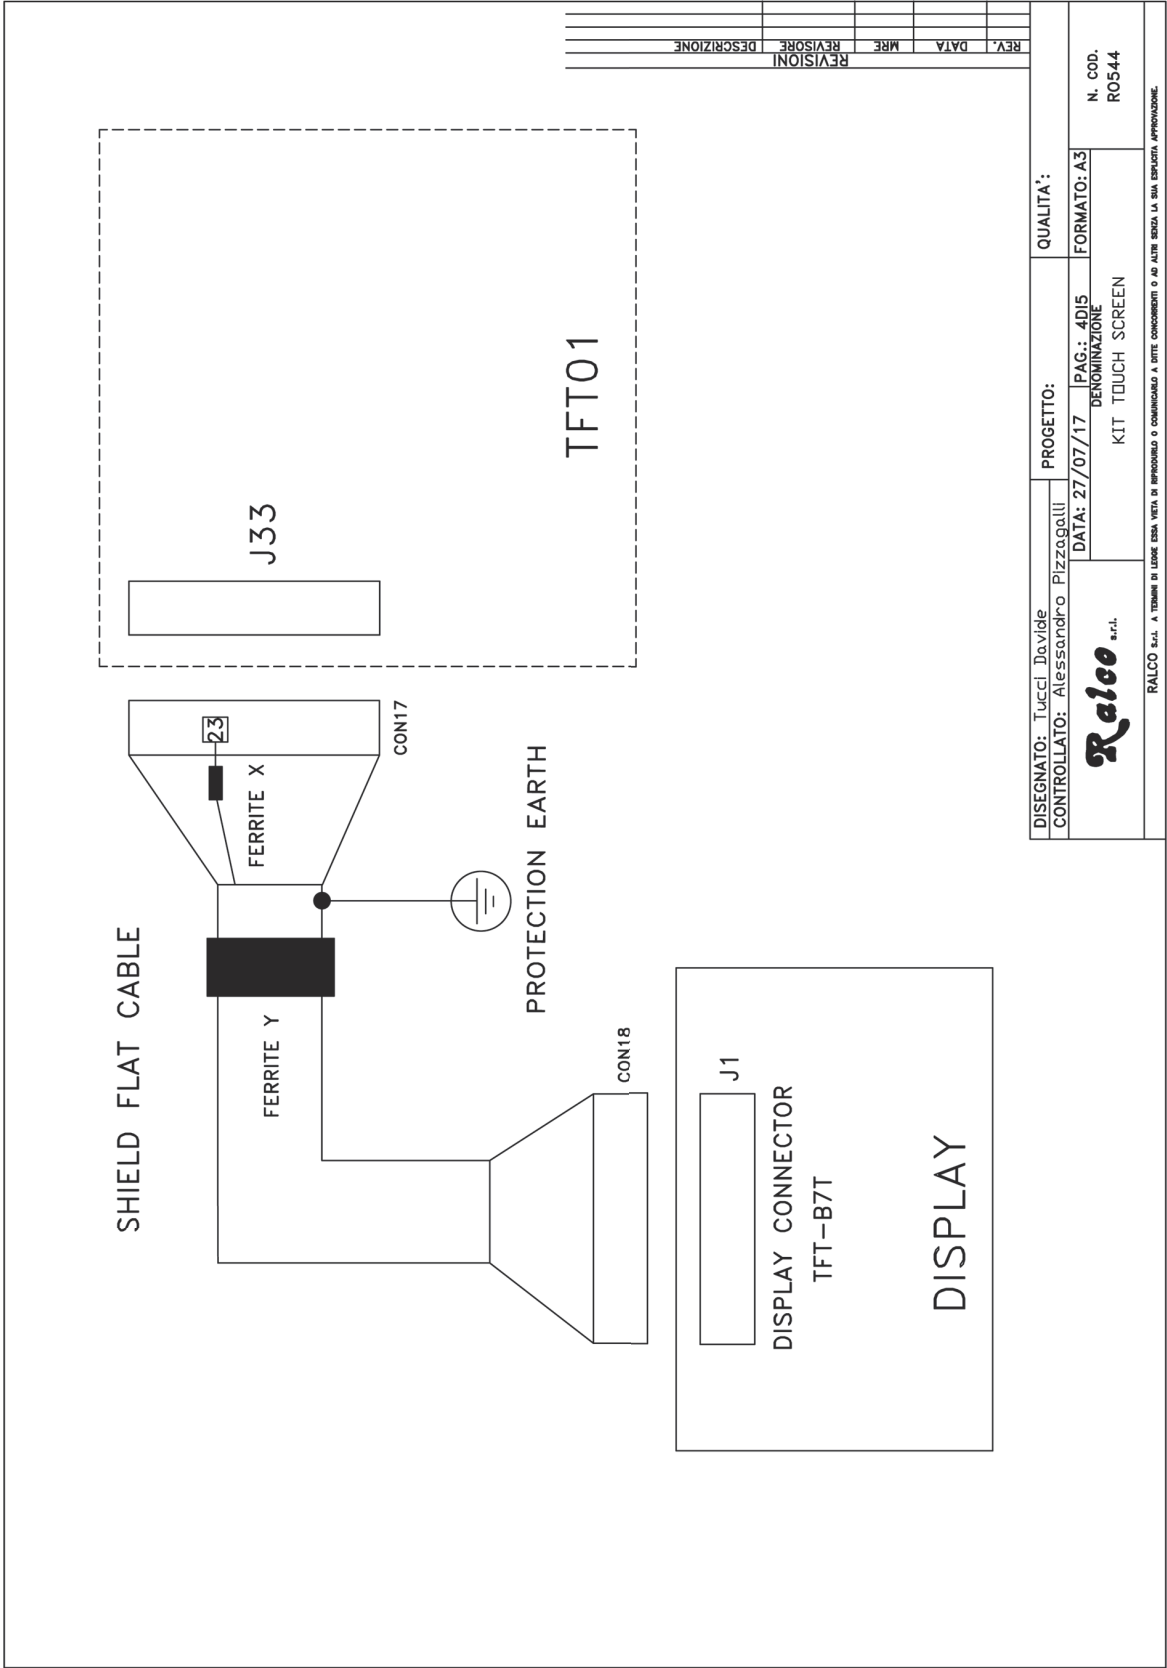 SHIELD FLAT CABLE
FERRITE Y
FERRITE X
23
CON17
PROTECTION EARTH
J33
TFT01
CON18
J1
DISPLAY CONNECTOR
TFT-B7T
DISPLAY
REVISIONI
REV.
DATA
MRE
REVISORE
DESCRIZIONE
DISEGNATO: Tucci Davide
CONTROLLATO: Alessandro Pizzagalli
PROGETTO:
QUALITA':
DATA: 27/07/17
PAG.: 4DI5
FORMATO: A3
DENOMINAZIONE
KIT TOUCH SCREEN
N. COD.
R0544
Ralco s.r.l.
RALCO s.r.l. A TERMINI DI LEGGE ESSA VIETA DI RIPRODURLO O COMUNICARLO A DITTE CONCORRENTI O AD ALTRI SENZA LA SUA ESPLICITA APPROVAZIONE.